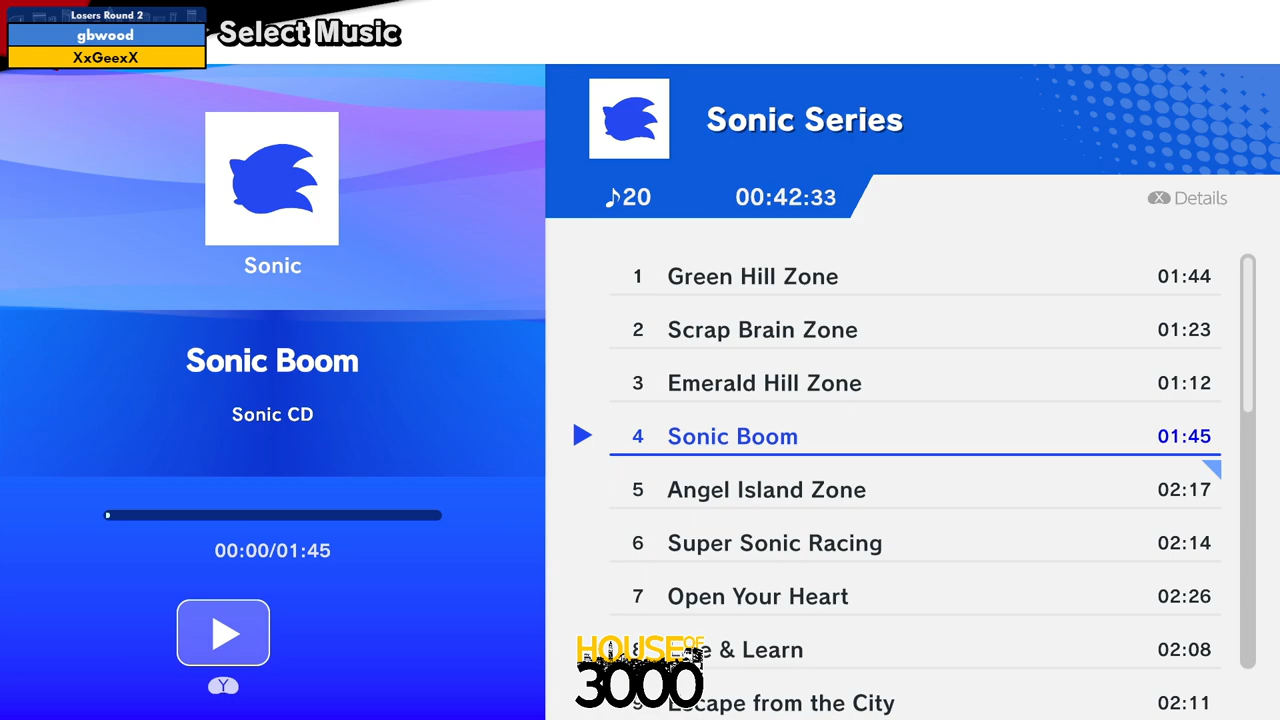 Losers Round 2
gbwood
XxGeexX
Select Music
Sonic
Sonic Boom
Sonic CD
00:00/01:45
Y
Sonic Series
♪20 00:42:33
X Details
1 Green Hill Zone 01:44
2 Scrap Brain Zone 01:23
3 Emerald Hill Zone 01:12
4 Sonic Boom 01:45
5 Angel Island Zone 02:17
6 Super Sonic Racing 02:14
7 Open Your Heart 02:26
8 & Learn 02:08
9 Escape from the City 02:11
HOUSE OF
3000